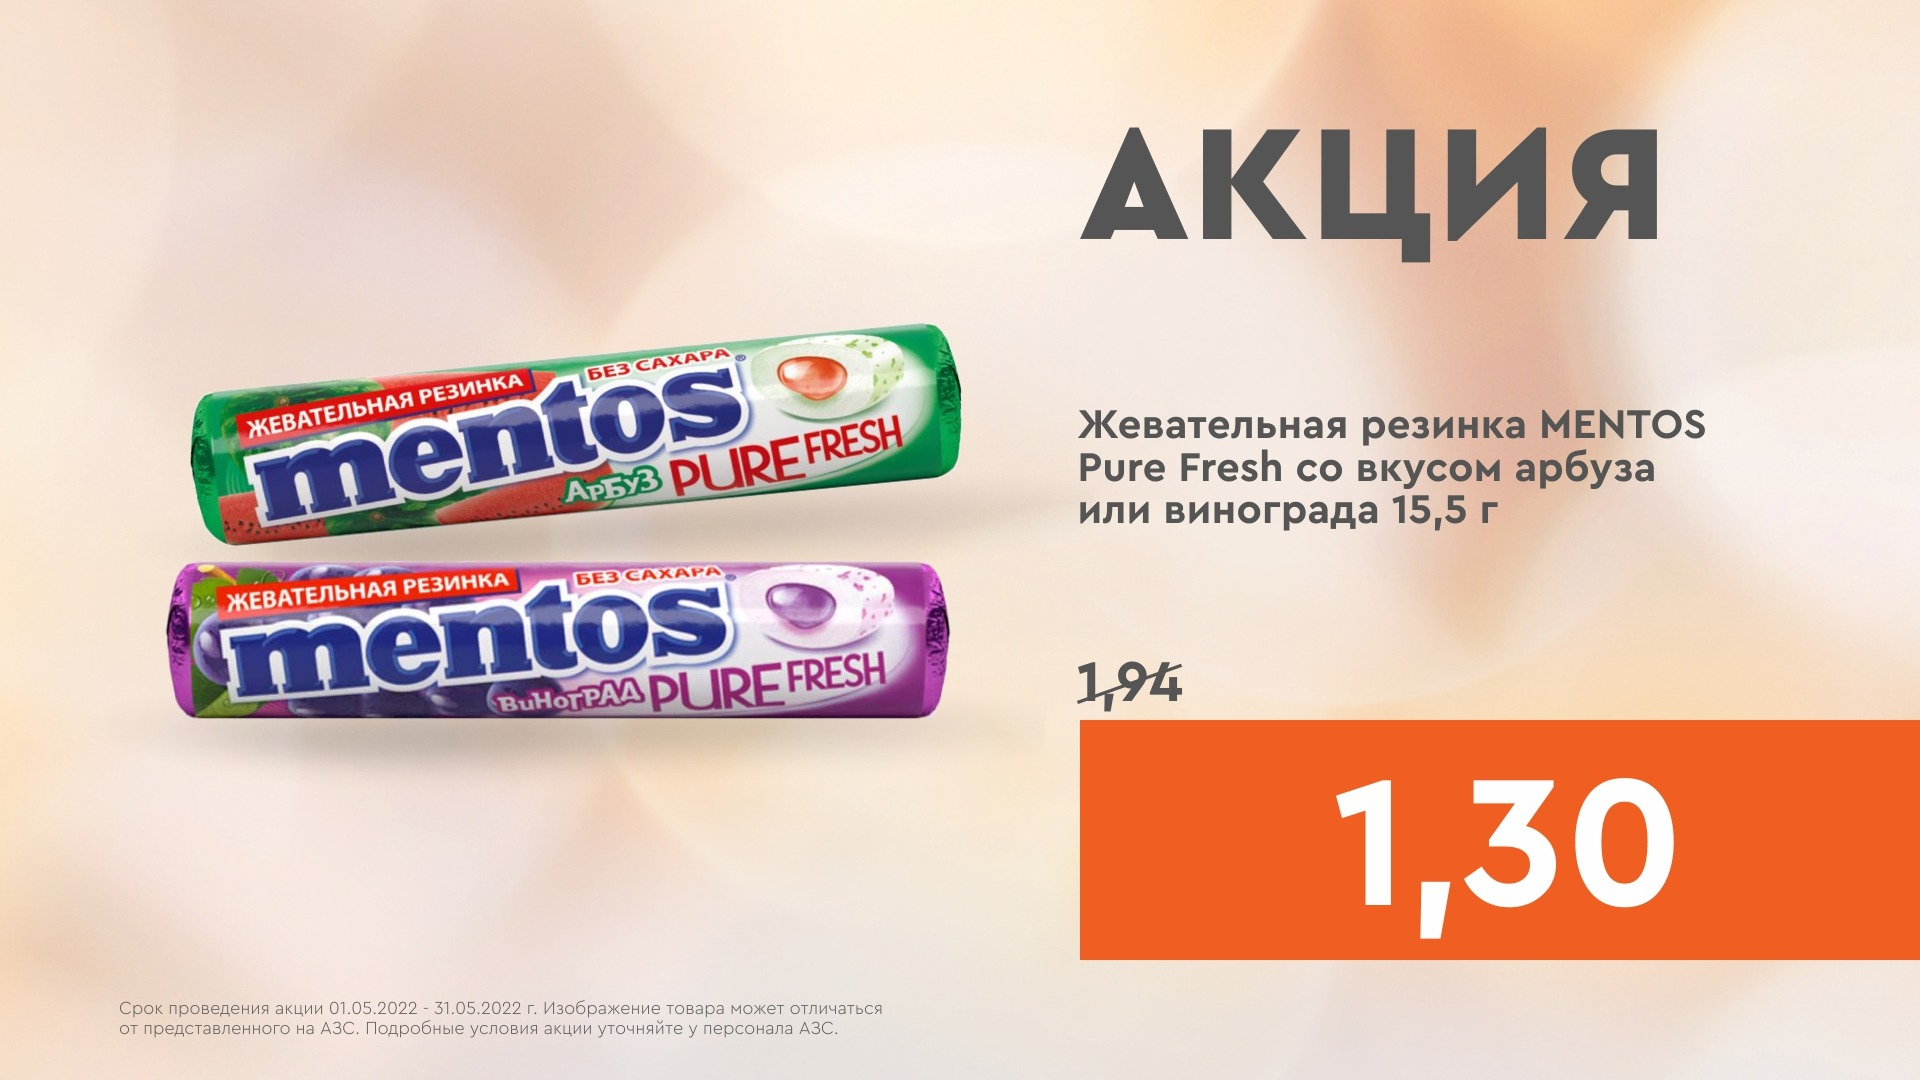 АКЦИЯ
ЖЕВАТЕЛЬНАЯ РЕЗИНКА
БЕЗ САХАРА
mentos®
АРБУЗ PURE FRESH
ЖЕВАТЕЛЬНАЯ РЕЗИНКА
БЕЗ САХАРА
mentos®
ВИНОГРАД PURE FRESH
Жевательная резинка MENTOS
Pure Fresh со вкусом арбуза
или винограда 15,5 г
1,94
1,30
Срок проведения акции 01.05.2022 - 31.05.2022 г. Изображение товара может отличаться
от представленного на АЗС. Подробные условия акции уточняйте у персонала АЗС.